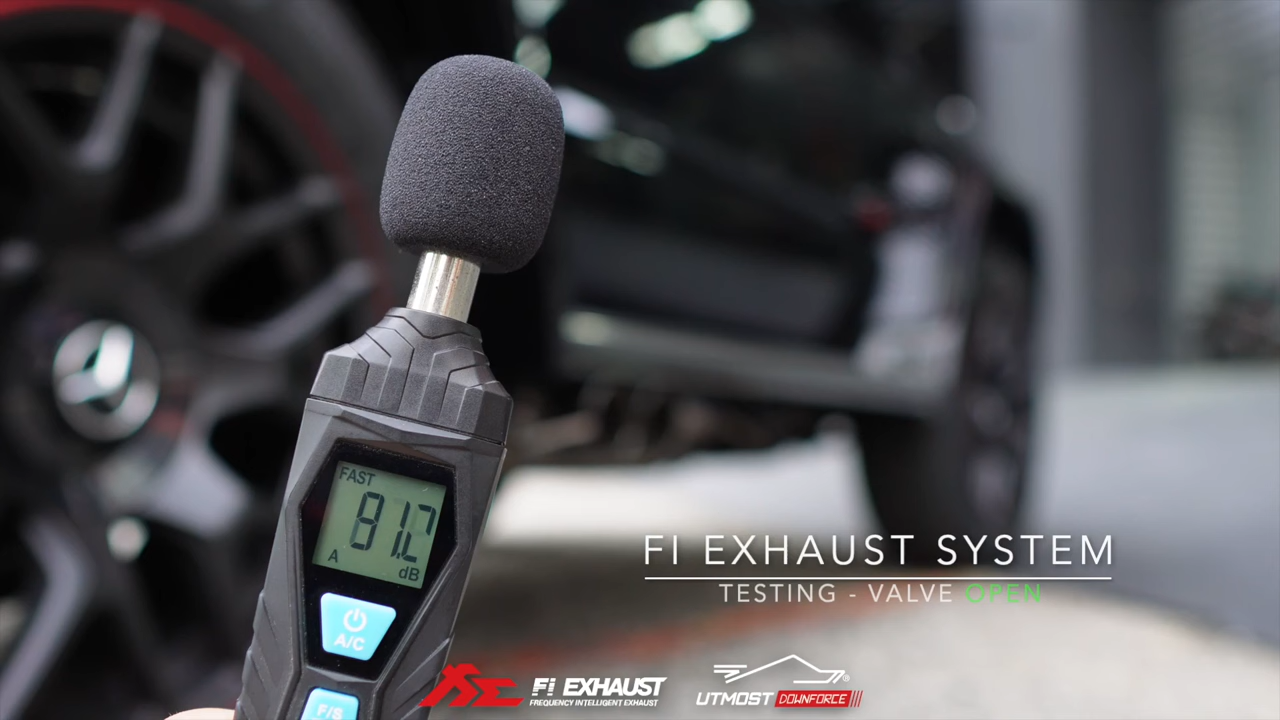 FAST
81.2
A
dB
A/C
F/S
FI EXHAUST SYSTEM
TESTING - VALVE OPEN
Fi EXHAUST
FREQUENCY INTELLIGENT EXHAUST
UTMOST DOWNFORCE
®